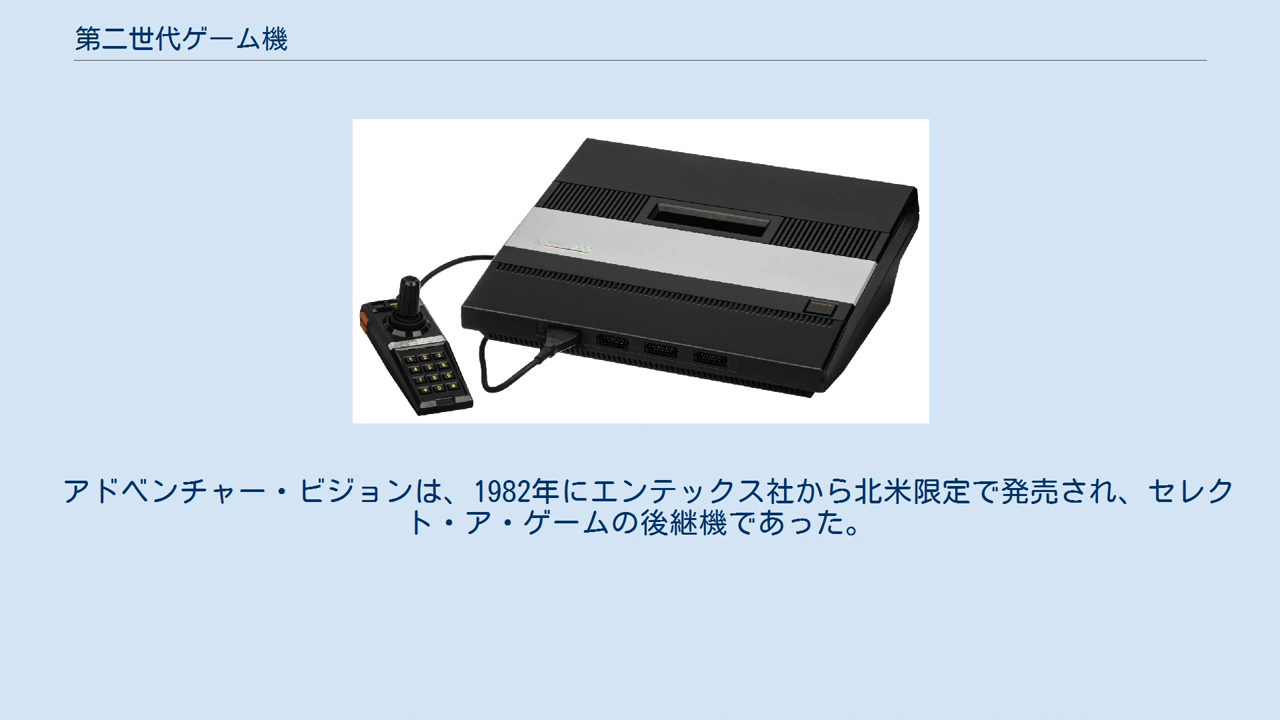 第二世代ゲーム機
アドベンチャー・ビジョンは、1982年にエンテックス社から北米限定で発売され、セレク
ト・ア・ゲームの後継機であった。